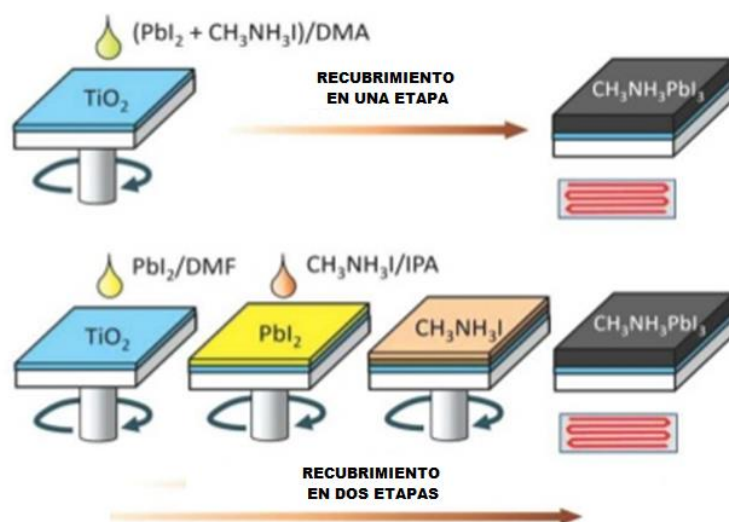 (PbI₂ + CH₃NH₃I)/DMA
TiO₂
RECUBRIMIENTO
EN UNA ETAPA
CH₃NH₃PbI₃
PbI₂/DMF
CH₃NH₃I/IPA
TiO₂
PbI₂
CH₃NH₃I
CH₃NH₃PbI₃
RECUBRIMIENTO
EN DOS ETAPAS